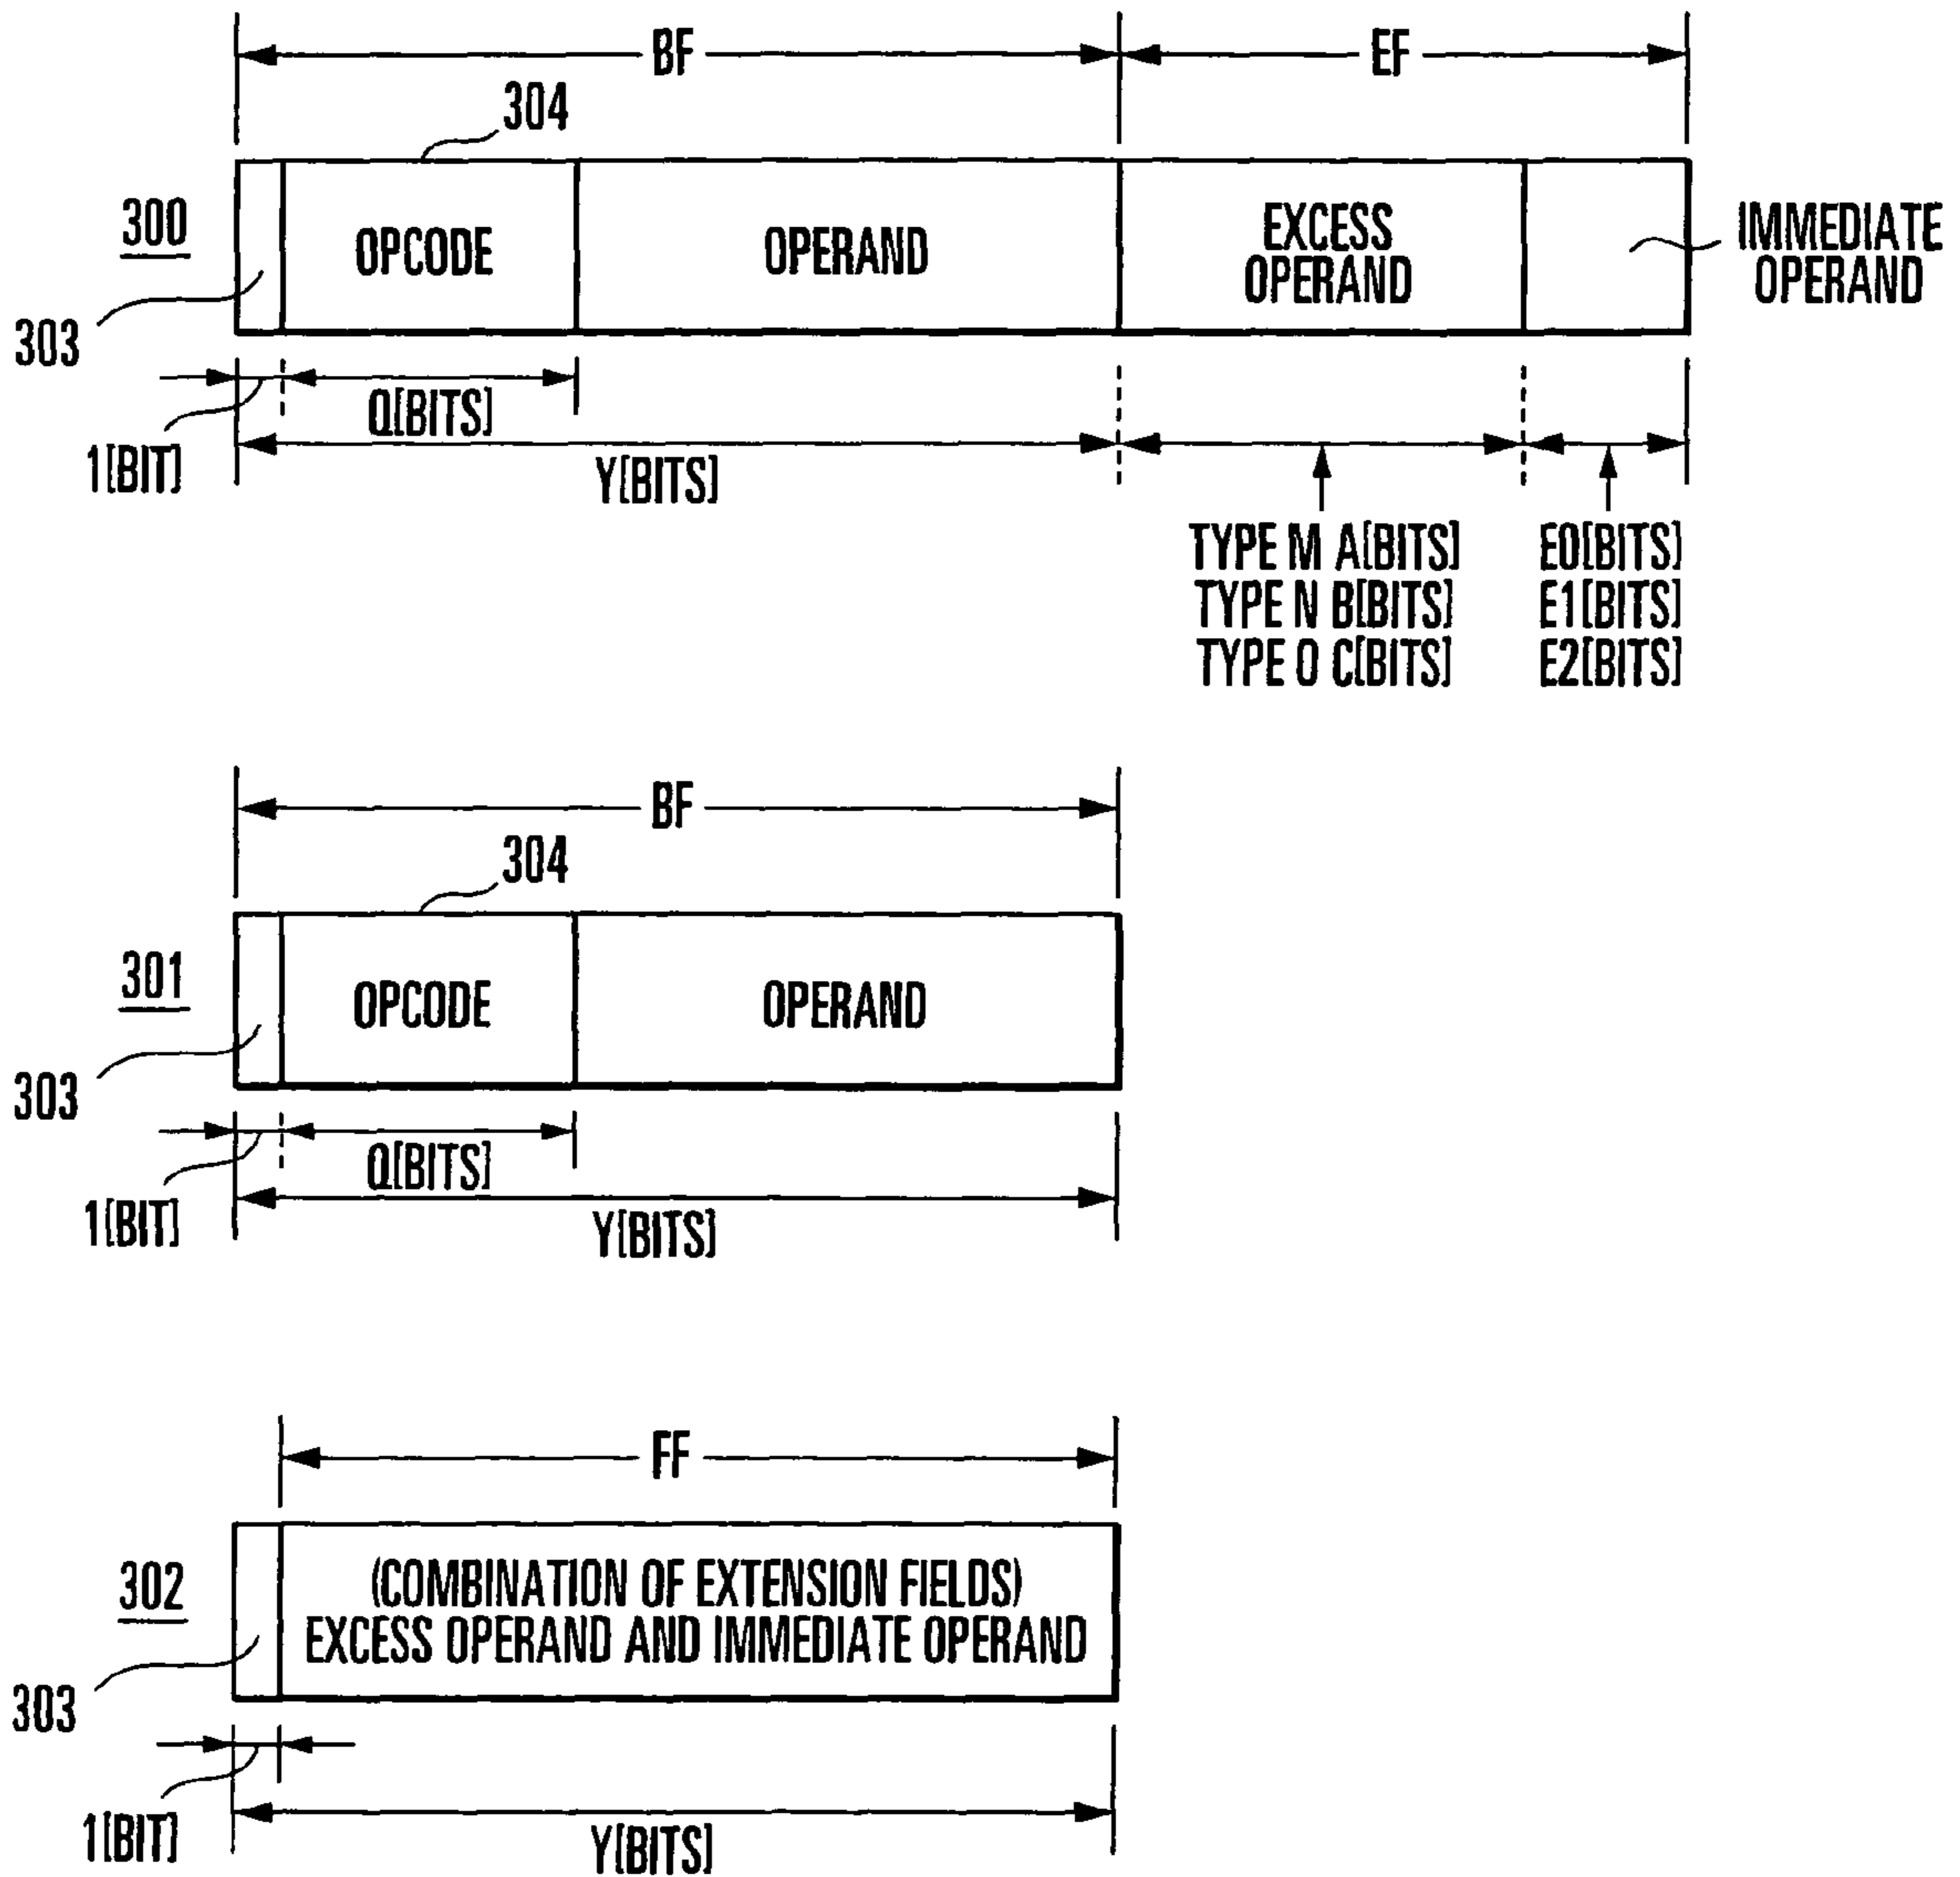 BF
EF
304
300
OPCODE
OPERAND
EXCESS
OPERAND
IMMEDIATE
OPERAND
303
Q[BITS]
1[BIT]
Y[BITS]
TYPE M A[BITS]
TYPE N B[BITS]
TYPE O C[BITS]
E0[BITS]
E1[BITS]
E2[BITS]
BF
304
301
OPCODE
OPERAND
303
Q[BITS]
1[BIT]
Y[BITS]
FF
302
(COMBINATION OF EXTENSION FIELDS)
EXCESS OPERAND AND IMMEDIATE OPERAND
303
1[BIT]
Y[BITS]